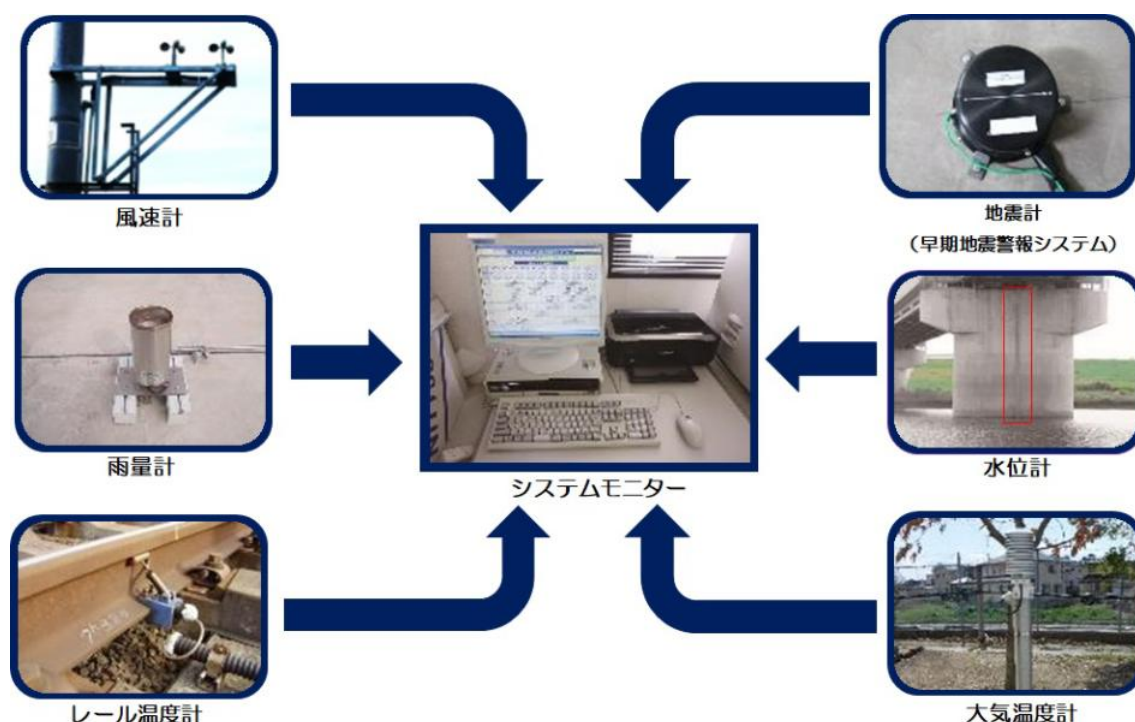 風速計
地震計
（早期地震警報システム）
雨量計
水位計
システムモニター
レール温度計
大気温度計